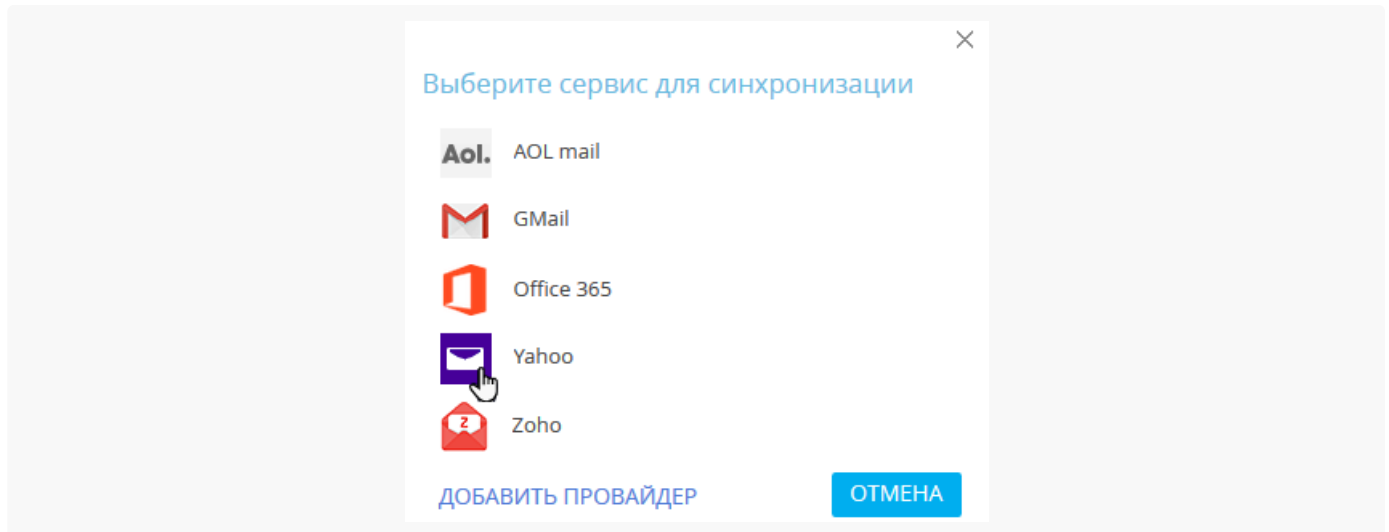 Выберите сервис для синхронизации
Aol. AOL mail
GMail
Office 365
Yahoo
Z Zoho
ДОБАВИТЬ ПРОВАЙДЕР ОТМЕНА